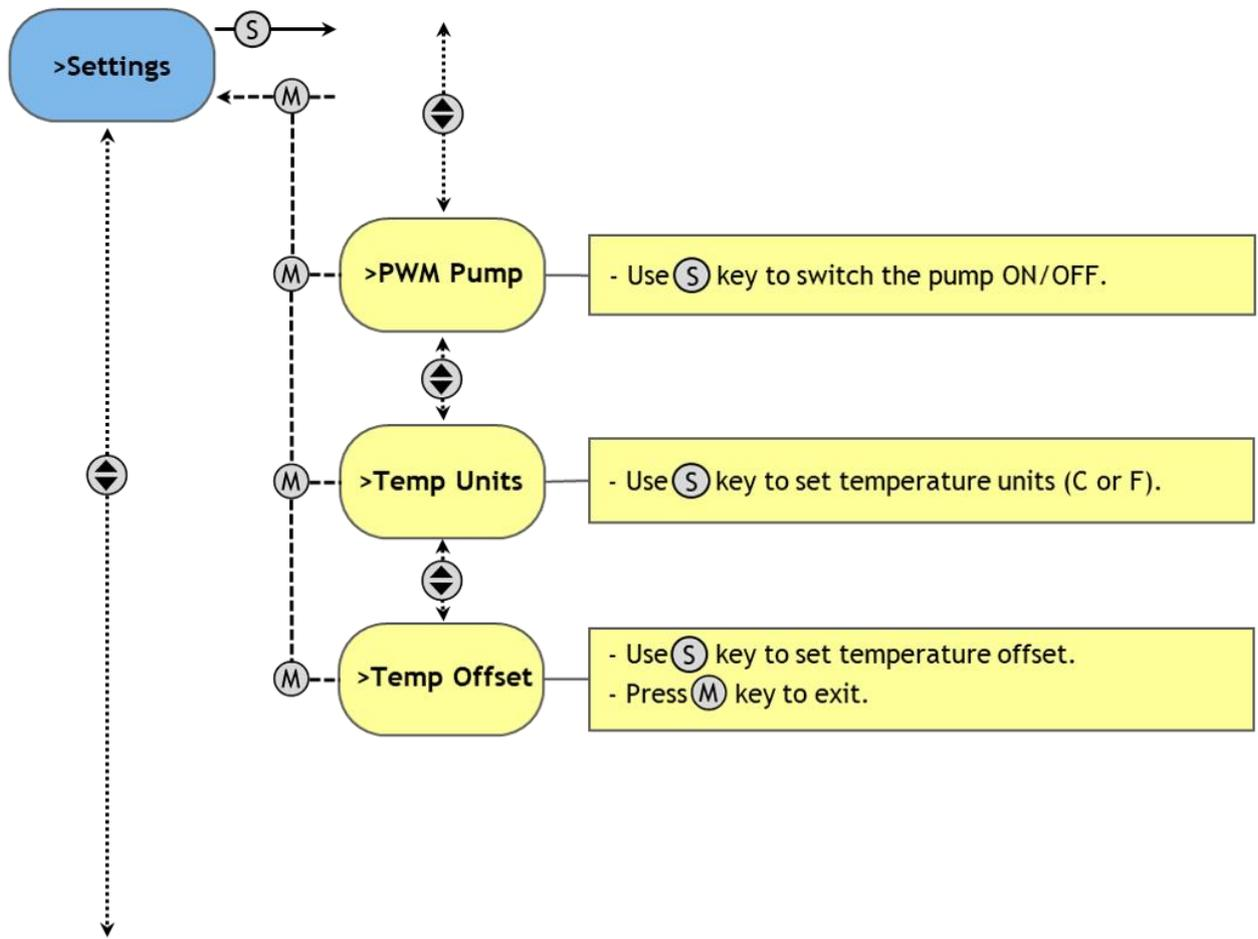 >Settings
S
M
M
>PWM Pump
- Use S key to switch the pump ON/OFF.
M
>Temp Units
- Use S key to set temperature units (C or F).
M
>Temp Offset
- Use S key to set temperature offset.
- Press M key to exit.